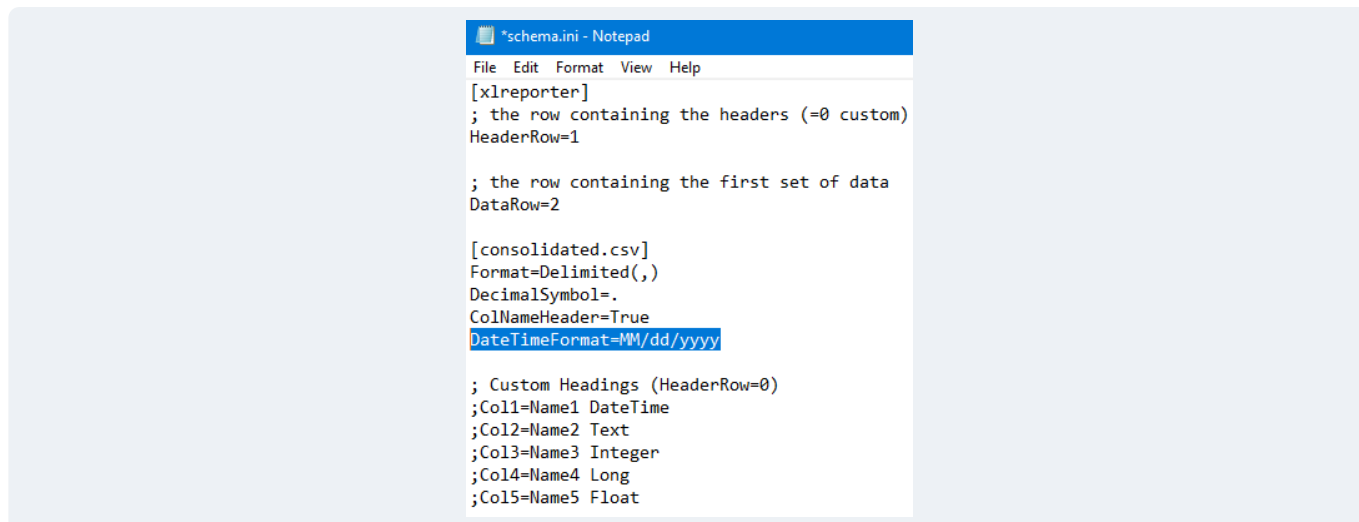 *schema.ini - Notepad
File Edit Format View Help
[xlreporter]
; the row containing the headers (=0 custom)
HeaderRow=1
; the row containing the first set of data
DataRow=2
[consolidated.csv]
Format=Delimited(,)
DecimalSymbol=.
ColNameHeader=True
DateTimeFormat=MM/dd/yyyy
; Custom Headings (HeaderRow=0)
;Col1=Name1 DateTime
;Col2=Name2 Text
;Col3=Name3 Integer
;Col4=Name4 Long
;Col5=Name5 Float